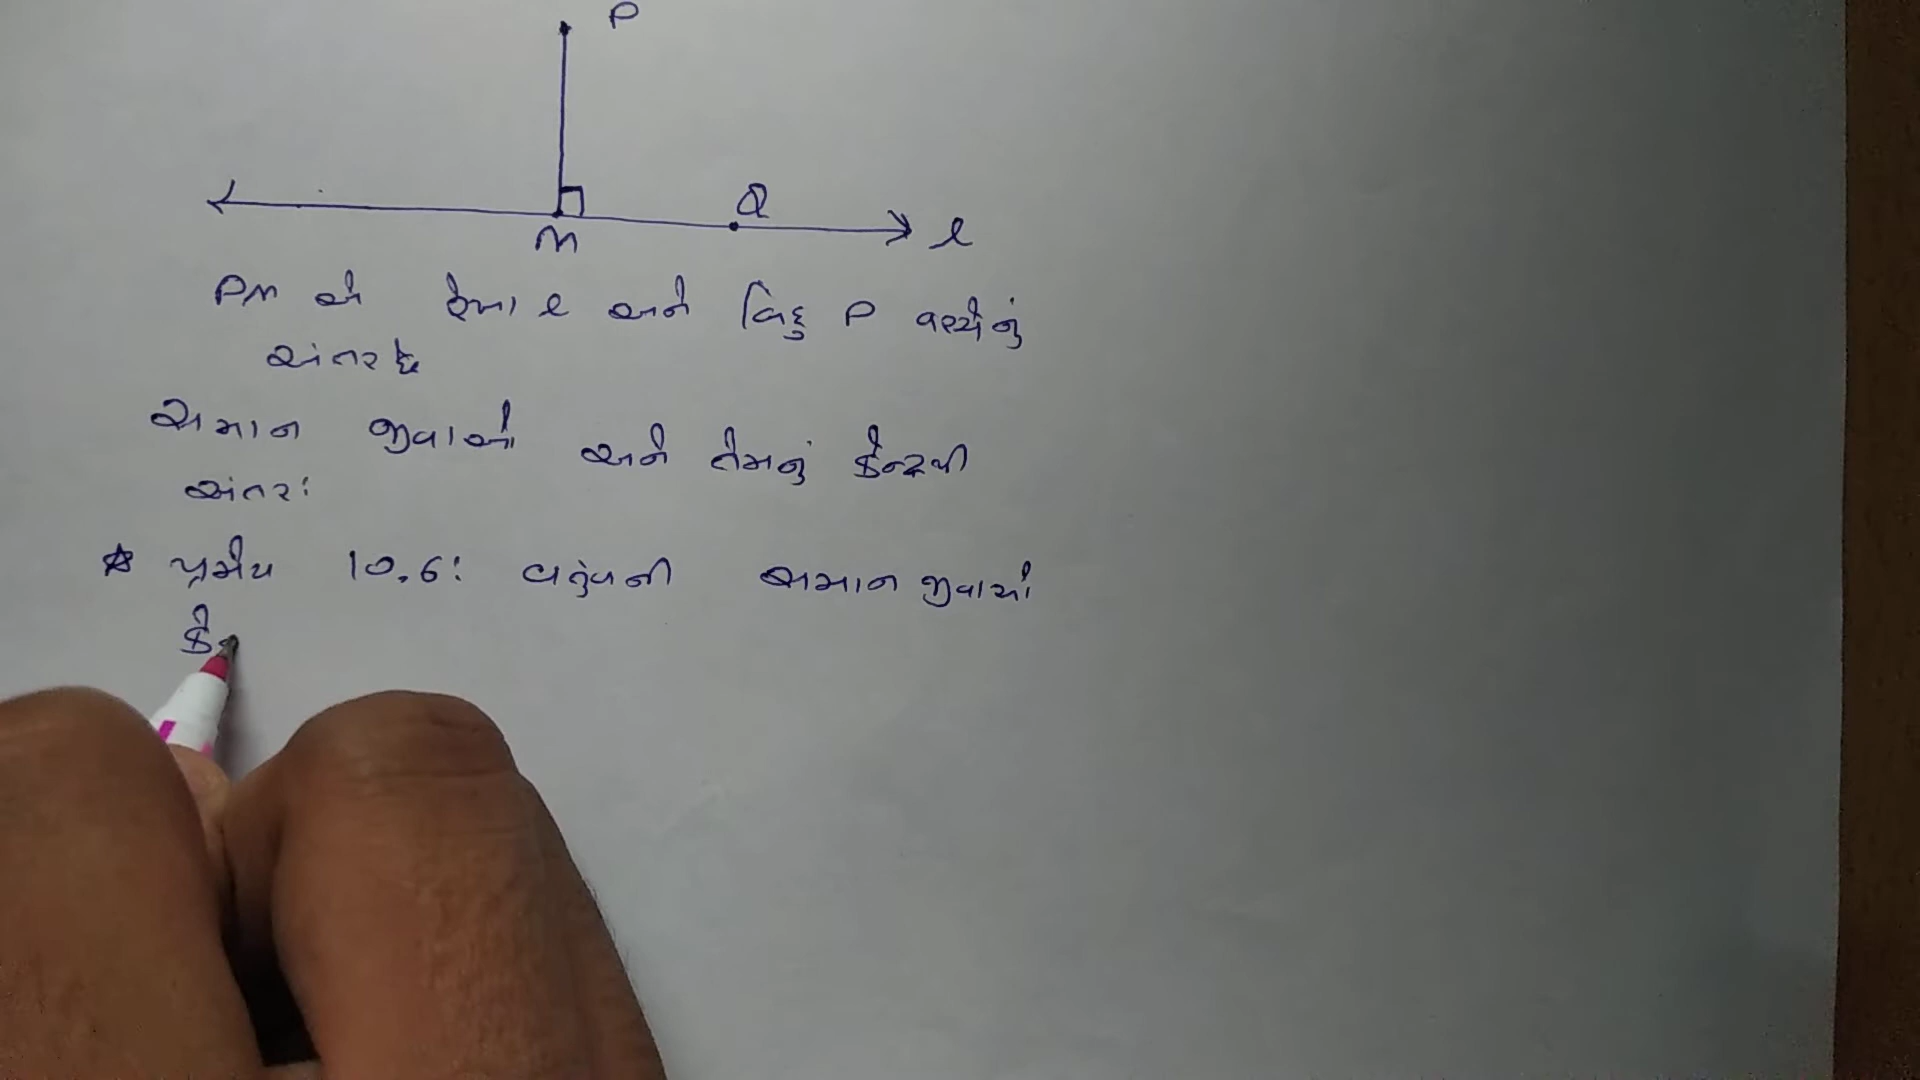 P
Q
M
l
PM એ રેખા l અને બિંદુ P વચ્ચેનું
અંતર છે
સમાન જીવાઓ અને તેમનું કેન્દ્રથી
અંતર:
* પ્રમેય 10.6: વર્તુળની સમાન જીવાઓ
કે